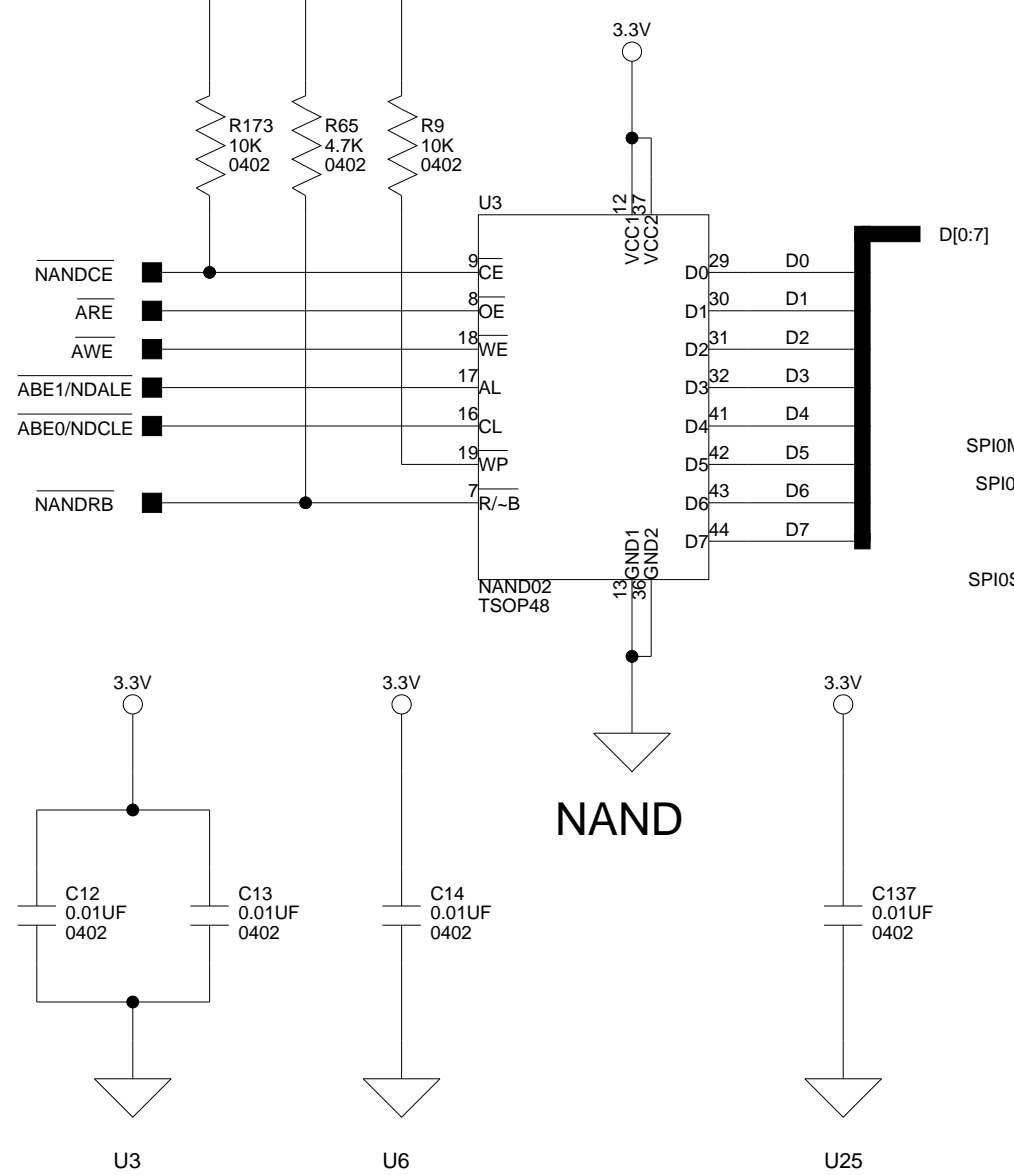 3.3V
R173
10K
0402
R65
4.7K
0402
R9
10K
0402
U3
12
37
VCC1
VCC2
D[0:7]
NANDCE
9
CE
D0
29
D0
ARE
8
OE
D1
30
D1
AWE
18
WE
D2
31
D2
ABE1/NDALE
17
AL
D3
32
D3
ABE0/NDCLE
16
CL
D4
41
D4
19
WP
D5
42
D5
SPI0M
NANDRB
7
R/~B
D6
43
D6
SPI0
D7
44
D7
GND1
GND2
13
36
SPI0S
NAND02
TSOP48
3.3V
3.3V
3.3V
NAND
C12
0.01UF
0402
C13
0.01UF
0402
C14
0.01UF
0402
C137
0.01UF
0402
U3
U6
U25